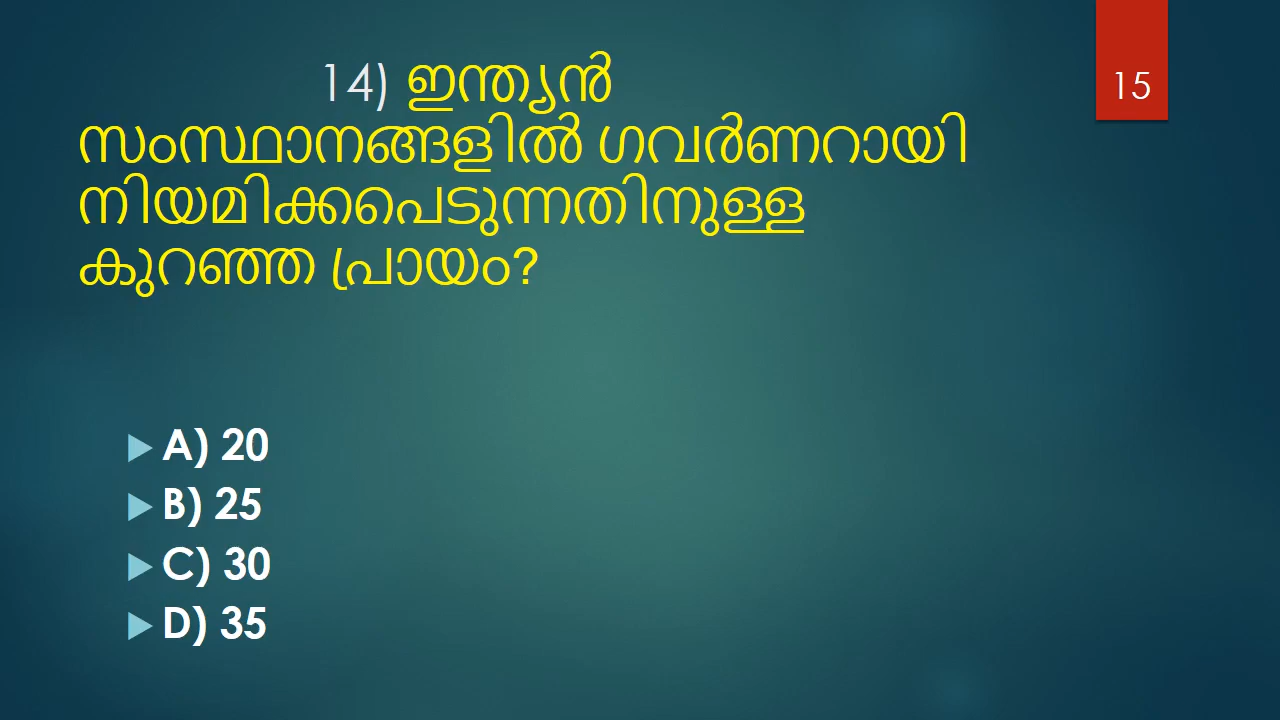 14) ഇന്ത്യൻ
15
സംസ്ഥാനങ്ങളിൽ ഗവർണറായി
നിയമിക്കപെടുന്നതിനുള്ള
കുറഞ്ഞ പ്രായം?
A) 20
B) 25
C) 30
D) 35